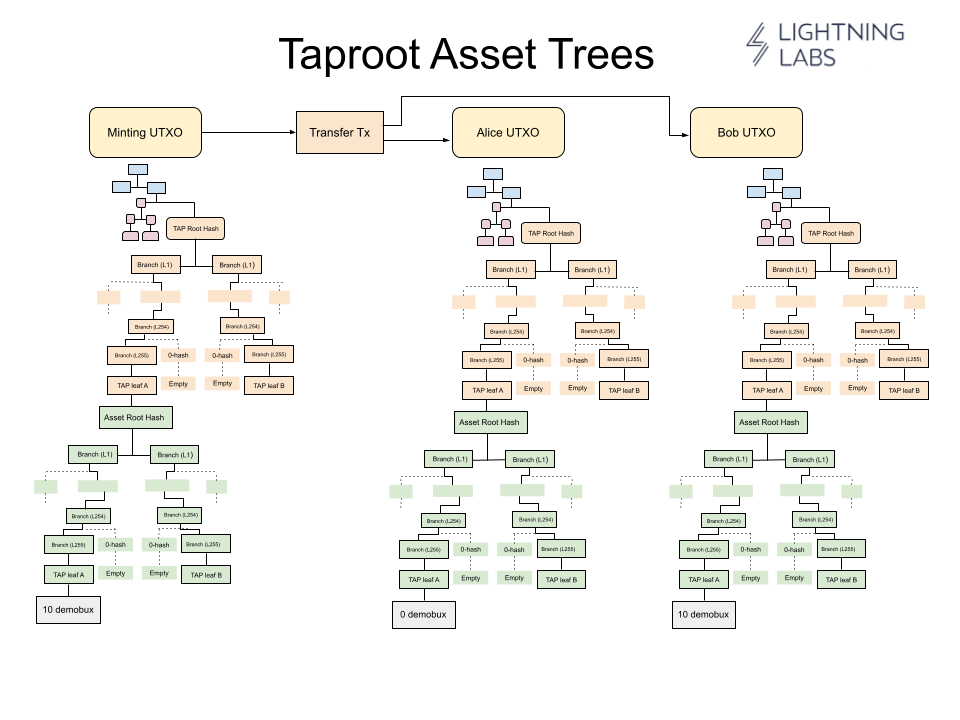 Taproot Asset Trees
LIGHTNING
LABS
Minting UTXO
Transfer Tx
Alice UTXO
Bob UTXO
TAP Root Hash
Branch (L1)
Branch (L1)
Branch (L254)
Branch (L254)
Branch (L255)
0-hash
0-hash
Branch (L255)
TAP leaf A
Empty
Empty
TAP leaf B
Asset Root Hash
Branch (L1)
Branch (L1)
Branch (L254)
Branch (L254)
Branch (L255)
0-hash
0-hash
Branch (L255)
TAP leaf A
Empty
Empty
TAP leaf B
10 demobux
TAP Root Hash
Branch (L1)
Branch (L1)
Branch (L254)
Branch (L254)
Branch (L255)
0-hash
0-hash
Branch (L255)
TAP leaf A
Empty
Empty
TAP leaf B
Asset Root Hash
Branch (L1)
Branch (L1)
Branch (L254)
Branch (L254)
Branch (L255)
0-hash
0-hash
Branch (L255)
TAP leaf A
Empty
Empty
TAP leaf B
0 demobux
TAP Root Hash
Branch (L1)
Branch (L1)
Branch (L254)
Branch (L254)
Branch (L255)
0-hash
0-hash
Branch (L255)
TAP leaf A
Empty
Empty
TAP leaf B
Asset Root Hash
Branch (L1)
Branch (L1)
Branch (L254)
Branch (L254)
Branch (L255)
0-hash
0-hash
Branch (L255)
TAP leaf A
Empty
Empty
TAP leaf B
10 demobux